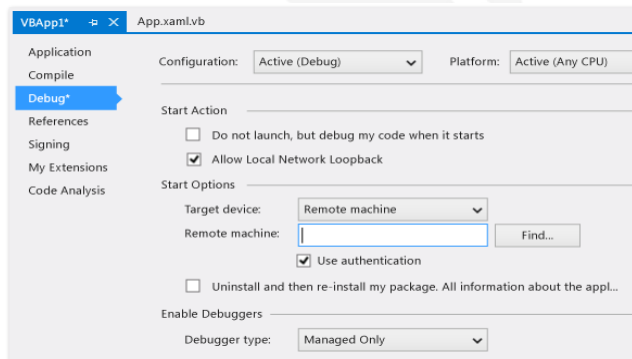 VBApp1* App.xaml.vb
Application
Compile
Debug*
References
Signing
My Extensions
Code Analysis
Configuration: Active (Debug) Platform: Active (Any CPU)
Start Action
Do not launch, but debug my code when it starts
Allow Local Network Loopback
Start Options
Target device: Remote machine
Remote machine: Find...
Use authentication
Uninstall and then re-install my package. All information about the appl...
Enable Debuggers
Debugger type: Managed Only